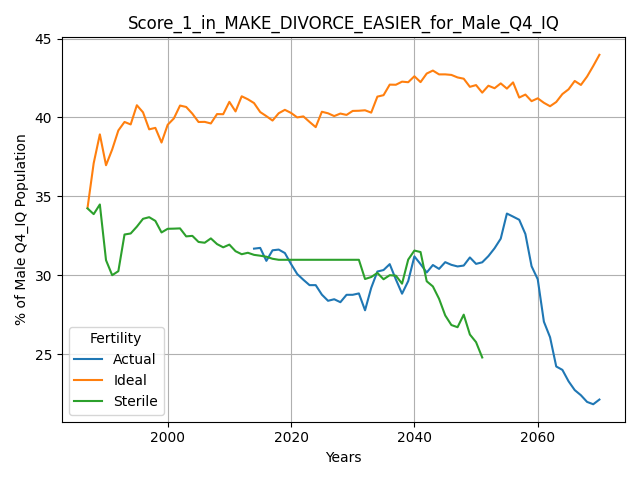 Score_1_in_MAKE_DIVORCE_EASIER_for_Male_Q4_IQ
% of Male Q4_IQ Population
45
40
35
30
25
Fertility
Actual
Ideal
Sterile
2000
2020
2040
2060
Years